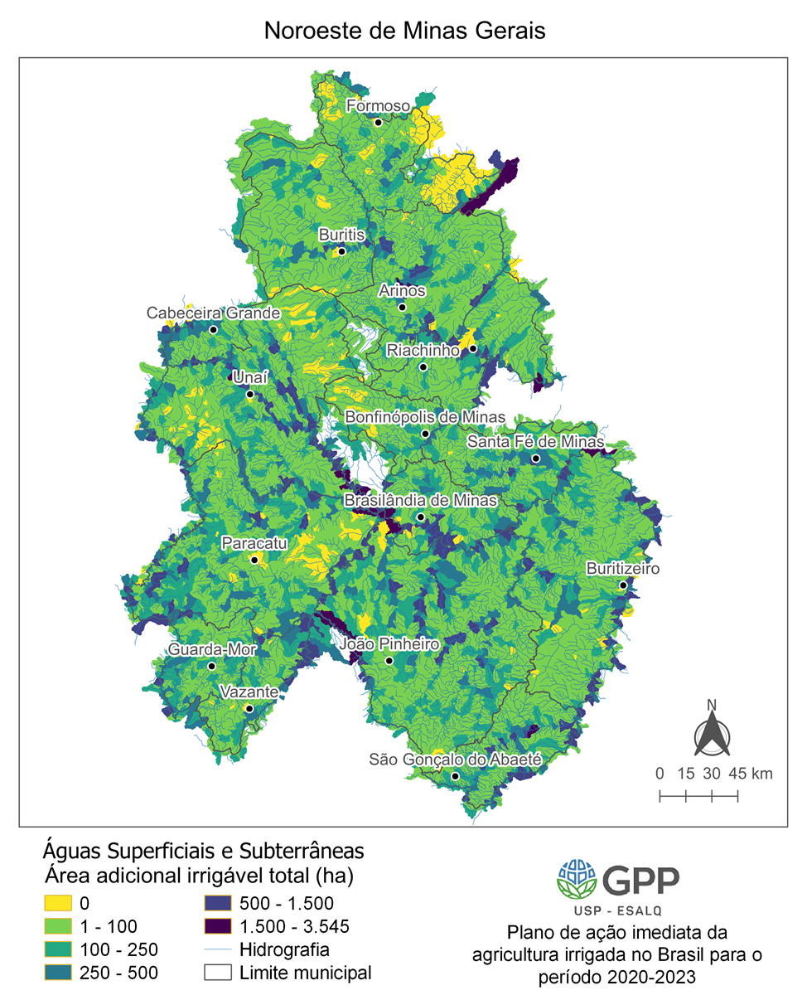 Noroeste de Minas Gerais
Formoso
Buritis
Arinos
Cabeceira Grande
Riachinho
Unaí
Bonfinópolis de Minas
Santa Fé de Minas
Brasilândia de Minas
Paracatu
Buritizeiro
João Pinheiro
Guarda-Mor
Vazante
São Gonçalo do Abaeté
N
0 15 30 45 km
Águas Superficiais e Subterrâneas
Área adicional irrigável total (ha)
0
1 - 100
100 - 250
250 - 500
500 - 1.500
1.500 - 3.545
Hidrografia
Limite municipal
GPP
USP - ESALQ
Plano de ação imediata da
agricultura irrigada no Brasil para o
período 2020-2023